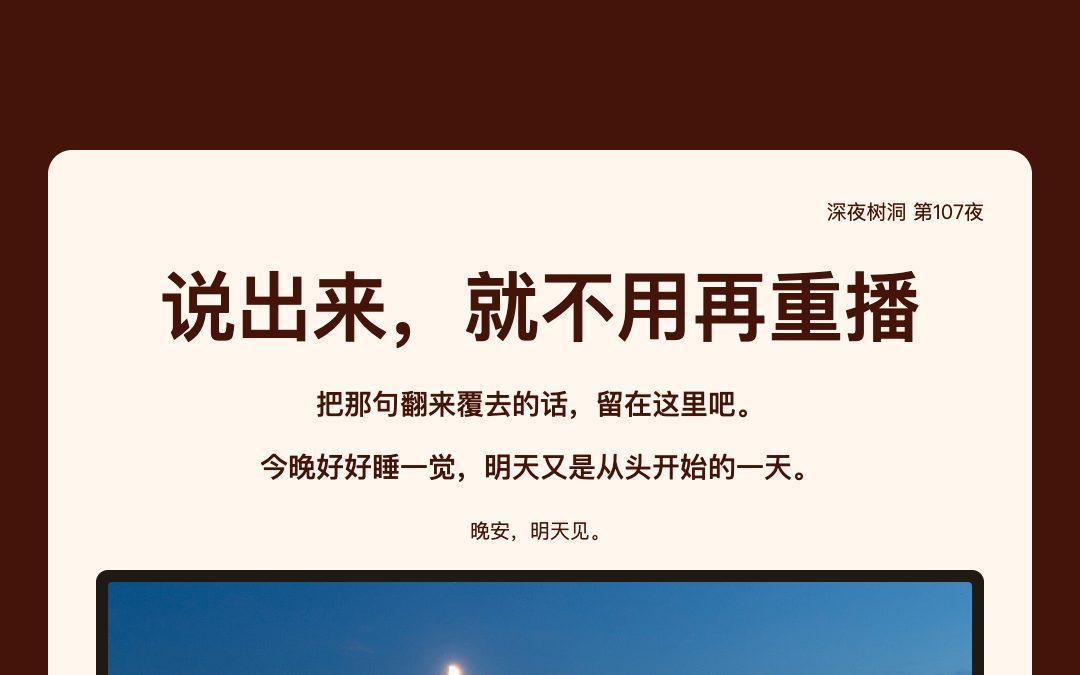 深夜树洞 第107夜
说出来，就不用再重播
把那句翻来覆去的话，留在这里吧。
今晚好好睡一觉，明天又是从头开始的一天。
晚安，明天见。